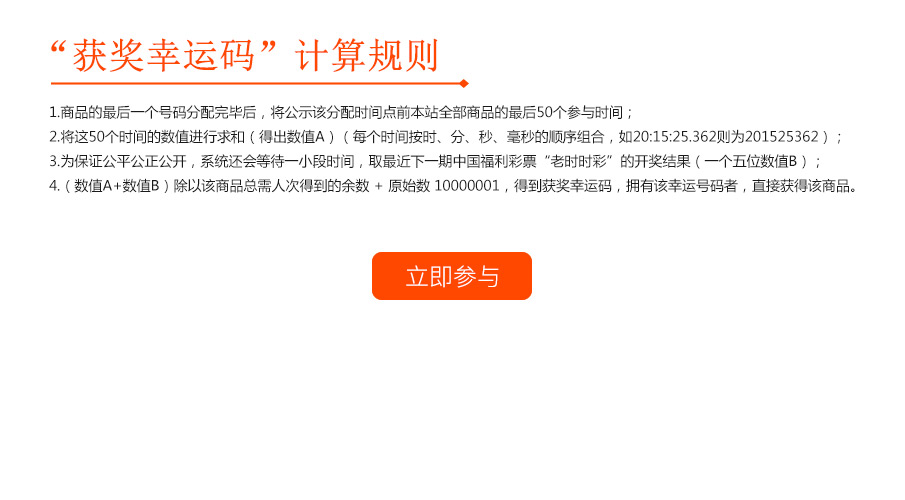 “获奖幸运码”计算规则
1.商品的最后一个号码分配完毕后，将公示该分配时间点前本站全部商品的最后50个参与时间；
2.将这50个时间的数值进行求和（得出数值A）（每个时间按时、分、秒、毫秒的顺序组合，如20:15:25.362则为201525362）；
3.为保证公平公正公开，系统还会等待一小段时间，取最近下一期中国福利彩票“老时时彩”的开奖结果（一个五位数值B）；
4.（数值A+数值B）除以该商品总需人次得到的余数 + 原始数 10000001，得到获奖幸运码，拥有该幸运号码者，直接获得该商品。
立即参与